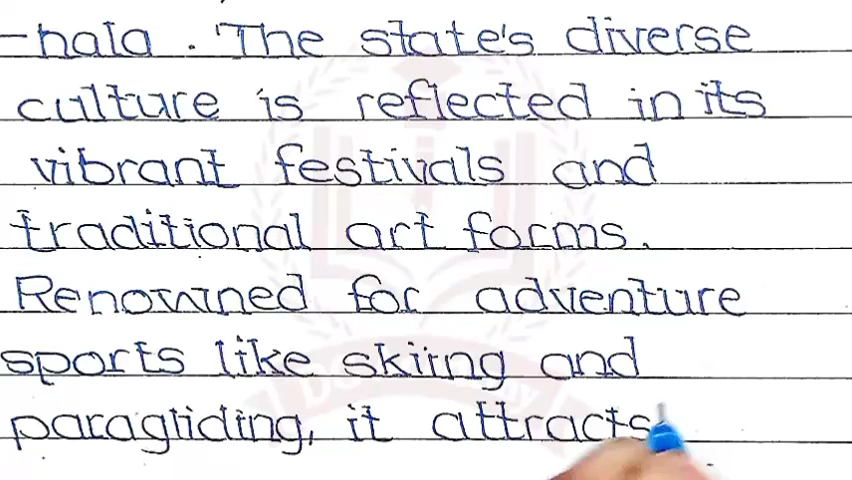 -hala. The state's diverse
culture is reflected in its
vibrant festivals and
traditional art forms.
Renowned for adventure
sports like skiing and
paragliding, it attracts